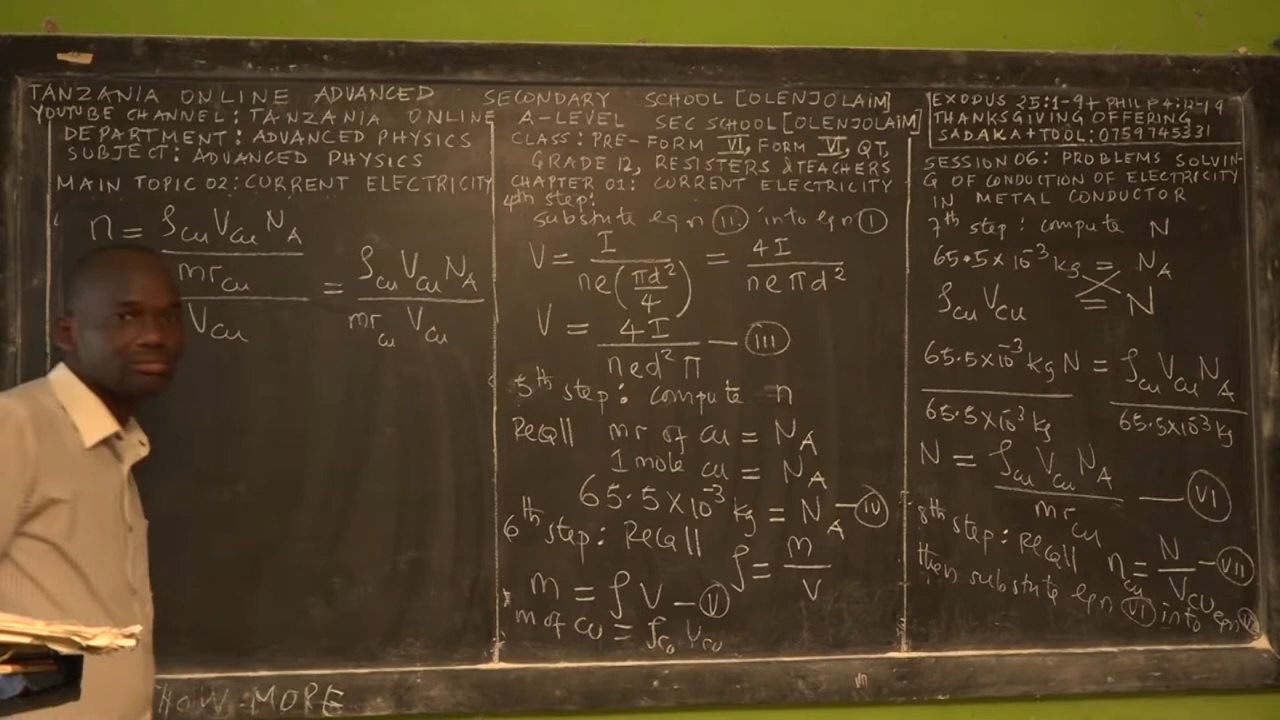 TANZANIA ONLINE ADVANCED SECONDARY SCHOOL [OLENJOLAIM]
YOUTUBE CHANNEL: TANZANIA ONLINE A-LEVEL SEC SCHOOL [OLENJOLAIM]
DEPARTMENT: ADVANCED PHYSICS
SUBJECT: ADVANCED PHYSICS
MAIN TOPIC 02: CURRENT ELECTRICITY
n = ρcu Vcu NA / mrcu / Vcu = ρcu Vcu NA / mrcu Vcu
CLASS: PRE-FORM VI, FORM VI, QT,
GRADE 12, RESISTERS & TEACHERS
CHAPTER 01: CURRENT ELECTRICITY
4th step:
substute eqn (II) into eqn (I)
V = I / ne(πd²/4) = 4I / neπd²
V = 4I / ned²π — (iii)
5th step: compute n
Recall mr of cu = NA
1 mole cu = NA
65.5×10⁻³ kg = NA — (IV)
6th step: Recall ρ = m/V
m = ρV — (V)
m of cu = ρcu Vcu
EXODUS 25:1-9 + PHILP 4:12-19
THANKSGIVING OFFERING
SADAKA + TOOL: 0759745331
SESSION 06: PROBLEMS SOLVIN-
G OF CONDUCTION OF ELECTRICITY
IN METAL CONDUCTOR
7th step: compute N
65.5×10⁻³ kg = NA
ρcu Vcu = N
65.5×10⁻³ kg N / 65.5×10⁻³ kg = ρcu Vcu NA / 65.5×10⁻³ kg
N = ρcu Vcu NA / mrcu — (VI)
8th step: recall ncu = N / Vcu — (VII)
then substute eqn (VI) into eqn
HOW MORE